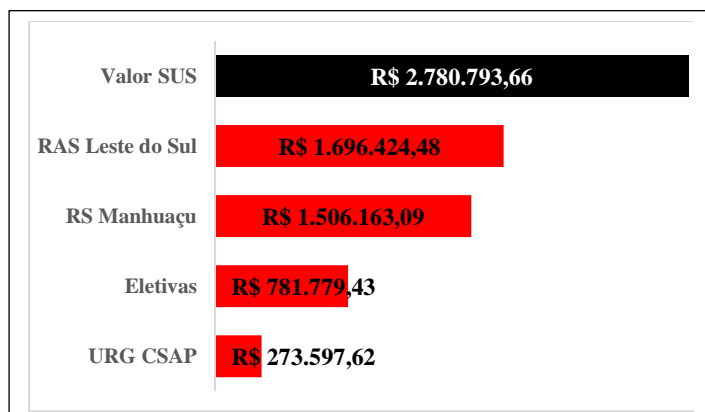 Valor SUS R$ 2.780.793,66
RAS Leste do Sul R$ 1.696.424,48
RS Manhuaçu R$ 1.506.163,09
Eletivas R$ 781.779,43
URG CSAP R$ 273.597,62